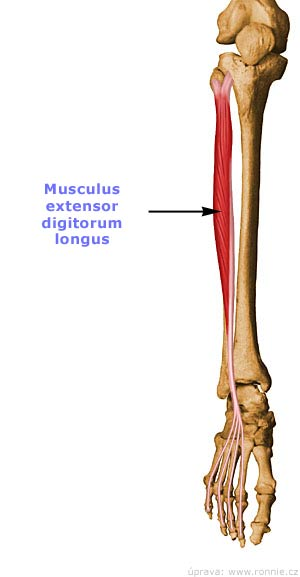 Musculus
extensor
digitorum
longus
úprava: www.ronnie.cz